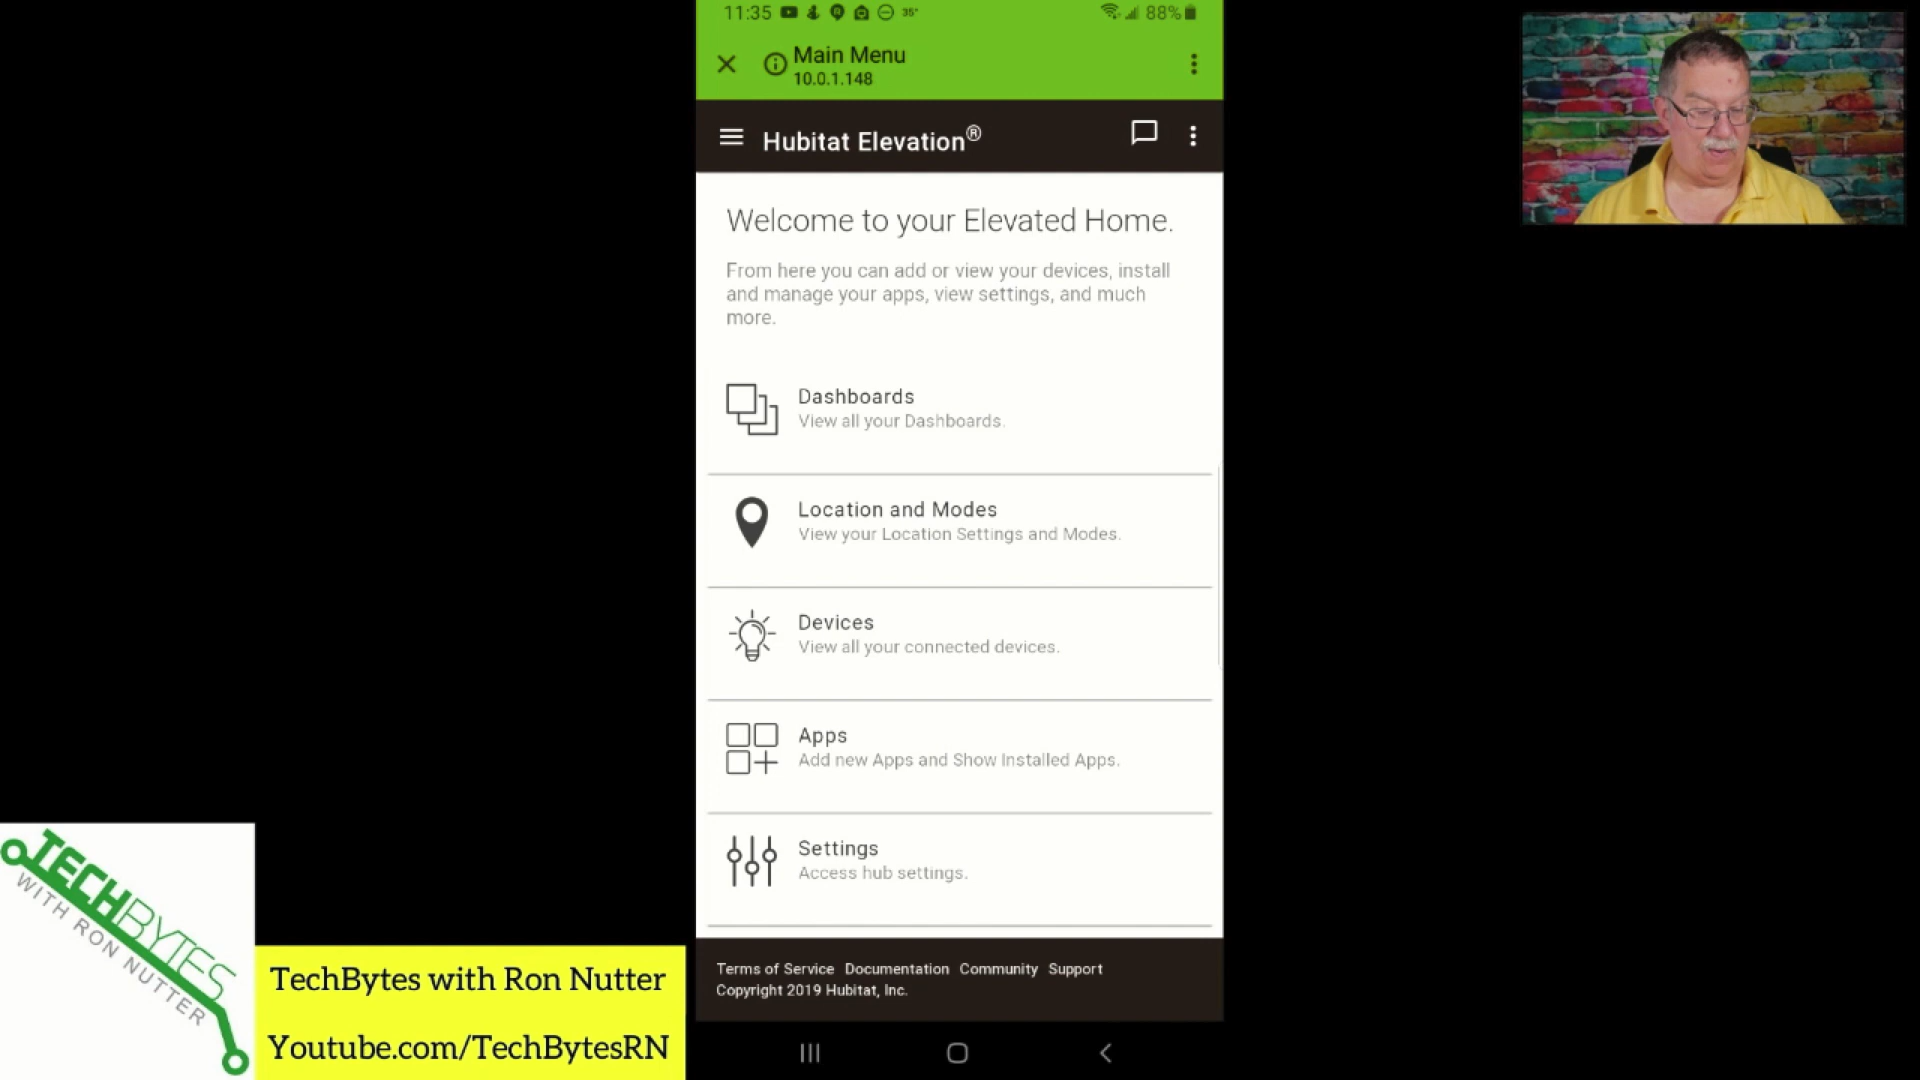 11:35
35°
88%
Main Menu
10.0.1.148
Hubitat Elevation®
Welcome to your Elevated Home.
From here you can add or view your devices, install
and manage your apps, view settings, and much
more.
Dashboards
View all your Dashboards.
Location and Modes
View your Location Settings and Modes.
Devices
View all your connected devices.
Apps
Add new Apps and Show Installed Apps.
Settings
Access hub settings.
Terms of Service Documentation Community Support
Copyright 2019 Hubitat, Inc.
TECHBYTES
WITH RON NUTTER
TechBytes with Ron Nutter
Youtube.com/TechBytesRN